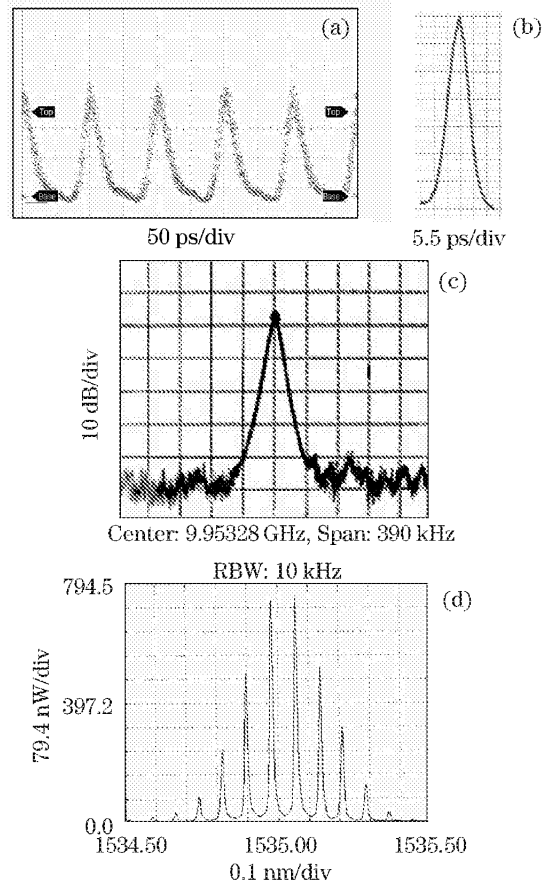 (a)
(b)
Top
Top
Base
Base
50 ps/div
5.5 ps/div
(c)
10 dB/div
Center: 9.95328 GHz, Span: 390 kHz
RBW: 10 kHz
(d)
794.5
79.4 nW/div
397.2
0.0
1534.50
1535.00
1535.50
0.1 nm/div